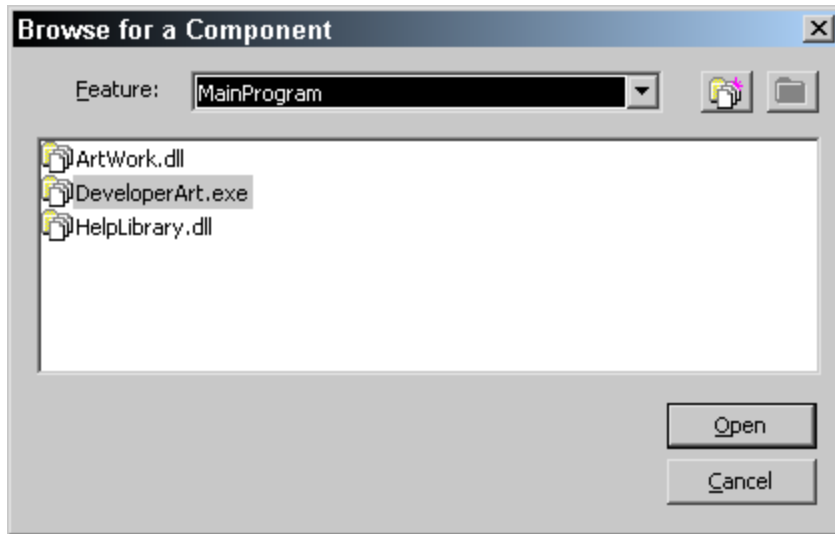 Browse for a Component
Feature: MainProgram
ArtWork.dll
DeveloperArt.exe
HelpLibrary.dll
Open
Cancel